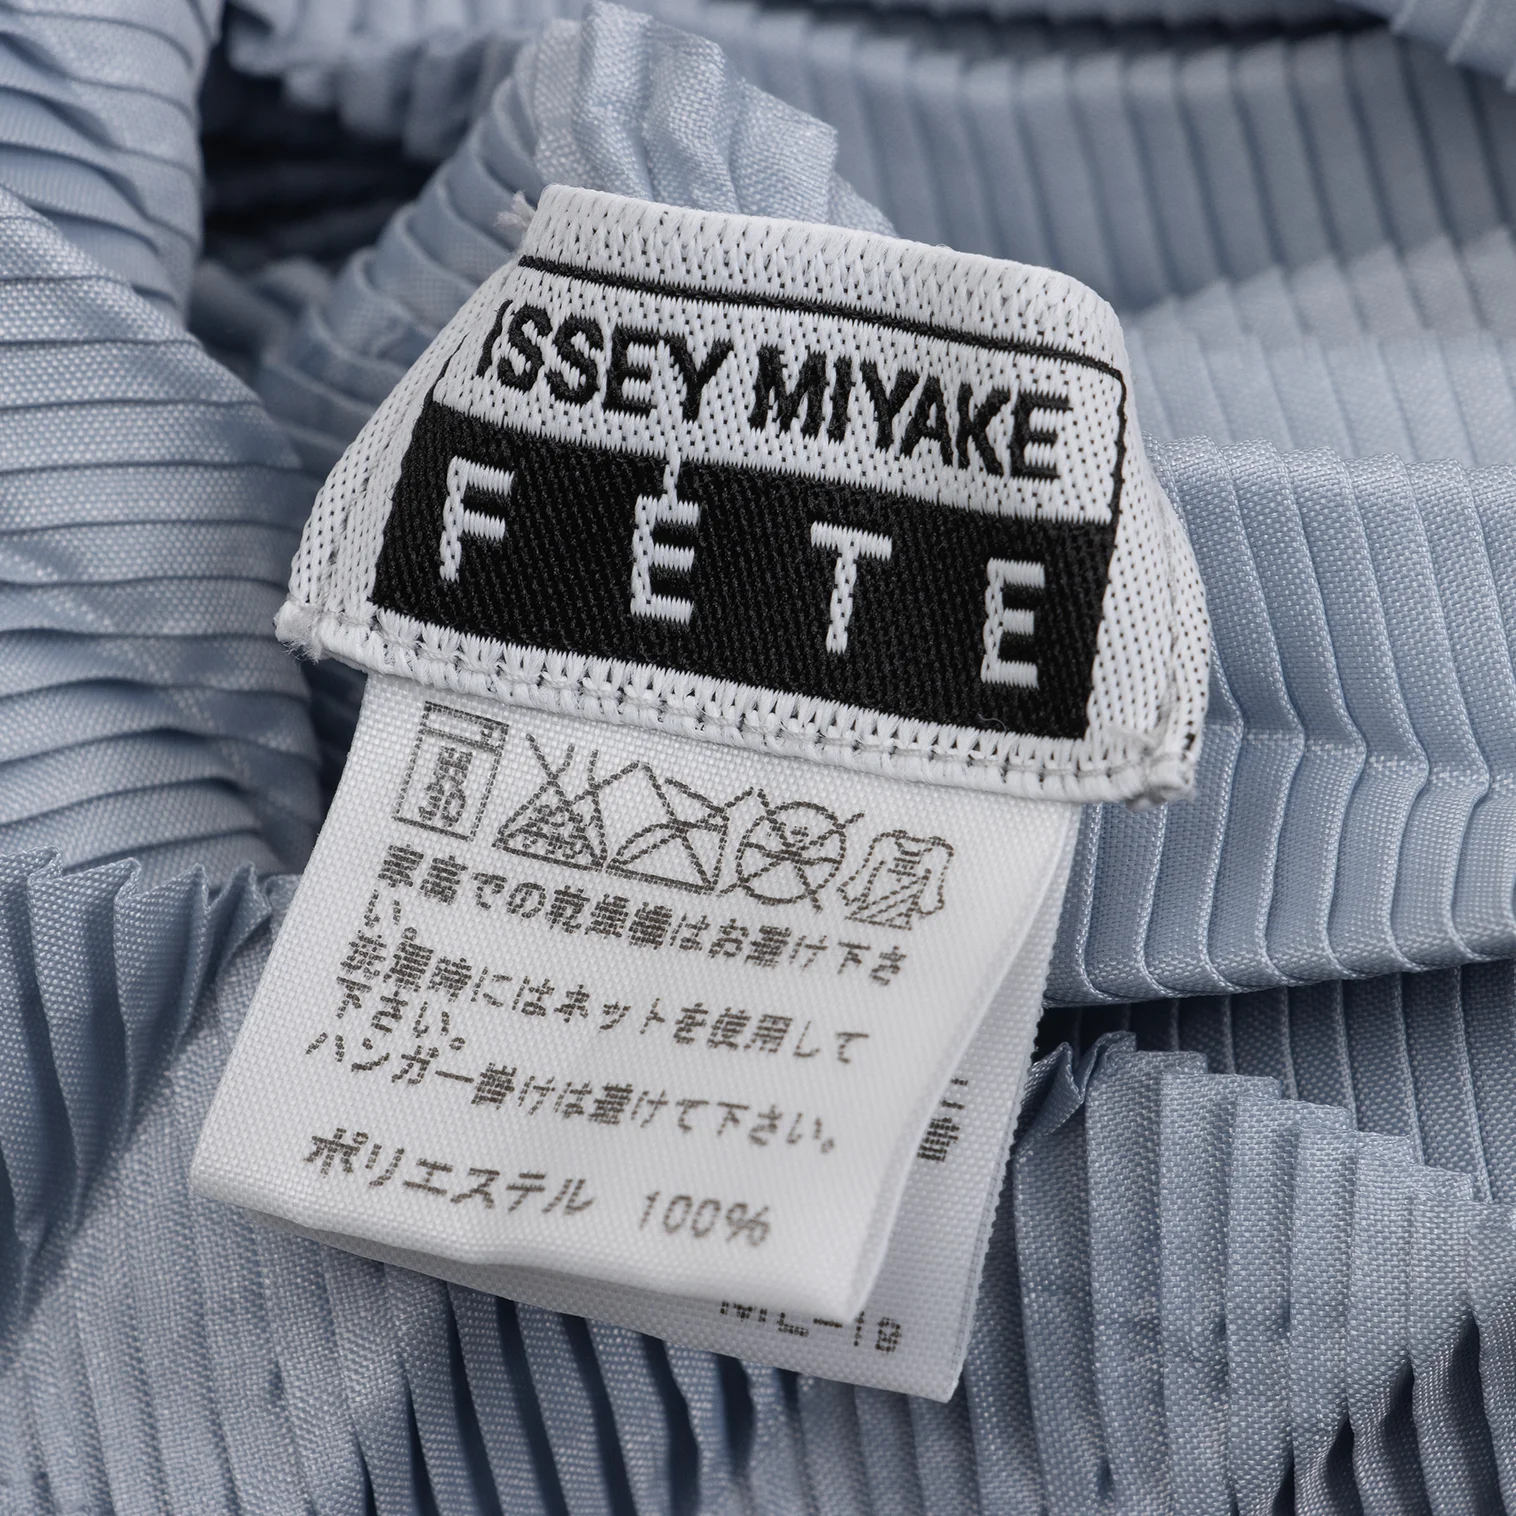 ISSEY MIYAKE
FETE
家庭での乾燥機はお避け下さ
い。
洗濯時にはネットを使用して
下さい。
ハンガー掛けは避けて下さい。
ポリエステル 100%